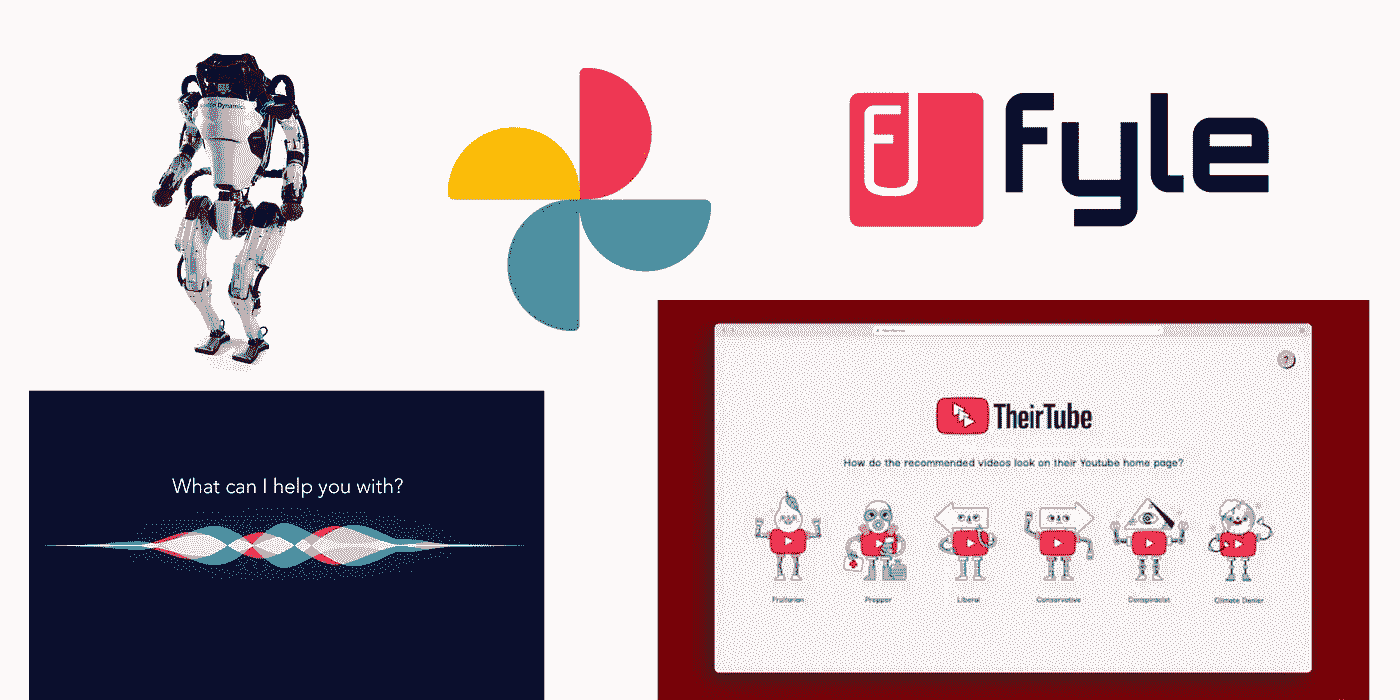 fyle
What can I help you with?
TheirTube
How do the recommended videos look on their Youtube home page?
Fruitarian
Prepper
Liberal
Conservative
Conspiracist
Climate Denier
?